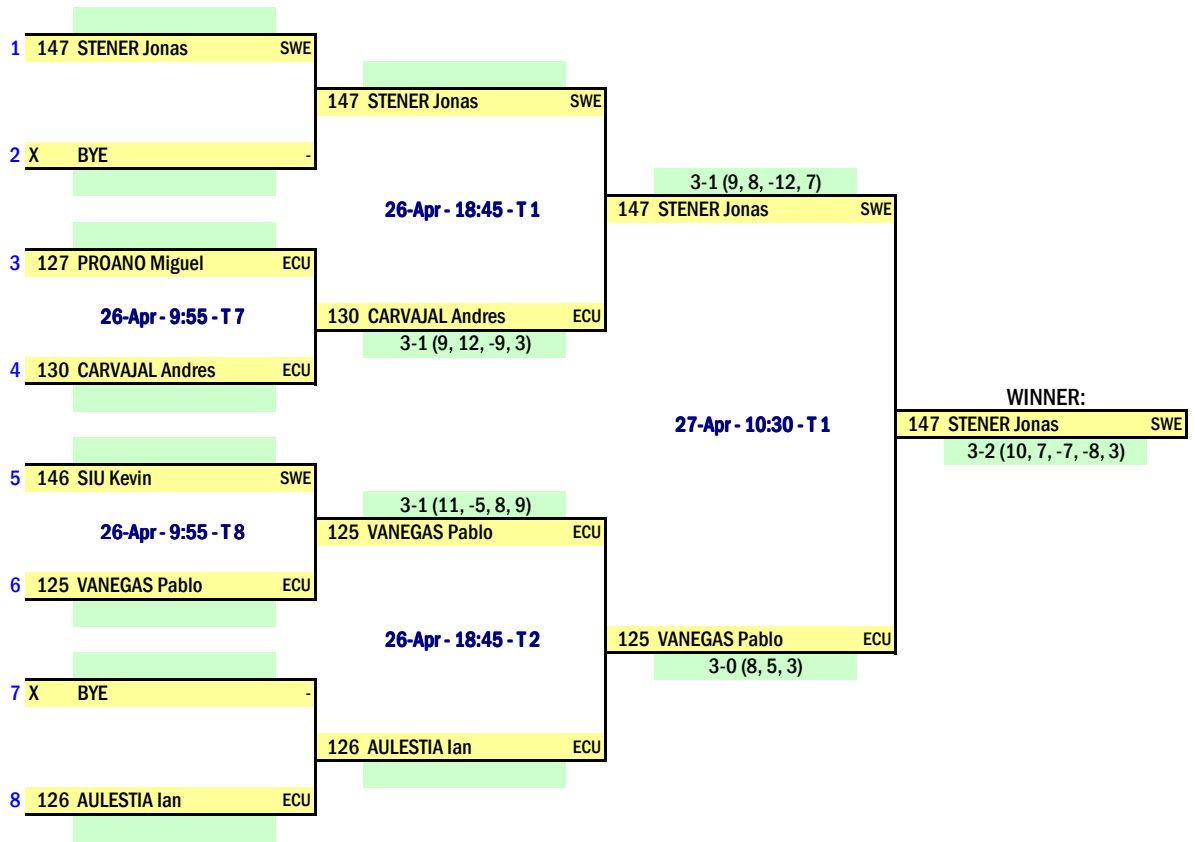 1 147 STENER Jonas SWE
147 STENER Jonas SWE
2 X BYE -
3-1 (9, 8, -12, 7)
26-Apr - 18:45 - T 1
147 STENER Jonas SWE
3 127 PROANO Miguel ECU
26-Apr - 9:55 - T 7
130 CARVAJAL Andres ECU
3-1 (9, 12, -9, 3)
4 130 CARVAJAL Andres ECU
WINNER:
27-Apr - 10:30 - T 1
147 STENER Jonas SWE
3-2 (10, 7, -7, -8, 3)
5 146 SIU Kevin SWE
3-1 (11, -5, 8, 9)
26-Apr - 9:55 - T 8
125 VANEGAS Pablo ECU
6 125 VANEGAS Pablo ECU
26-Apr - 18:45 - T 2
125 VANEGAS Pablo ECU
3-0 (8, 5, 3)
7 X BYE -
126 AULESTIA Ian ECU
8 126 AULESTIA Ian ECU